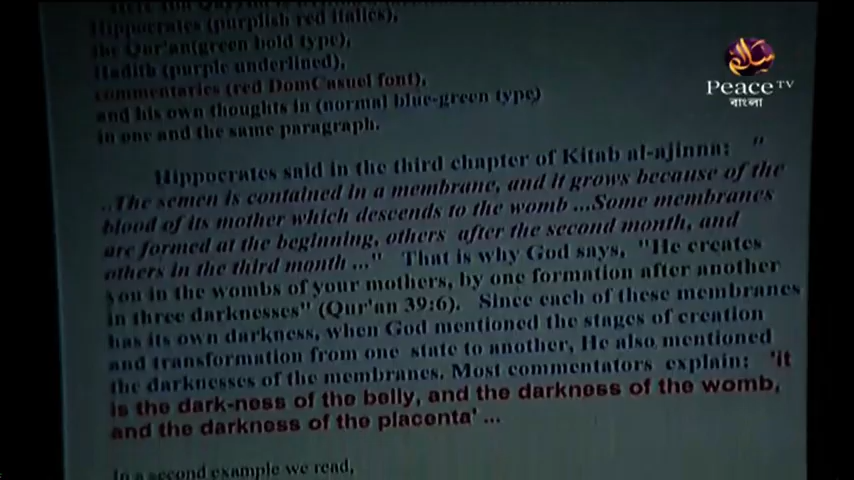 Hippocrates (purplish red italics),
the Qur'an(green bold type),
Hadith (purple underlined),
commentaries (red DomCasuel font),
and his own thoughts in (normal blue-green type)
in one and the same paragraph.
Hippocrates said in the third chapter of Kitab al-ajinna: "
..The semen is contained in a membrane, and it grows because of the
blood of its mother which descends to the womb ...Some membranes
are formed at the beginning, others after the second month, and
others in the third month ..." That is why God says, "He creates
you in the wombs of your mothers, by one formation after another
in three darknesses" (Qur'an 39:6). Since each of these membranes
has its own darkness, when God mentioned the stages of creation
and transformation from one state to another, He also mentioned
the darknesses of the membranes. Most commentators explain: 'it
is the dark-ness of the belly, and the darkness of the womb,
and the darkness of the placenta' ...
In a second example we read,
Peace TV
বাংলা